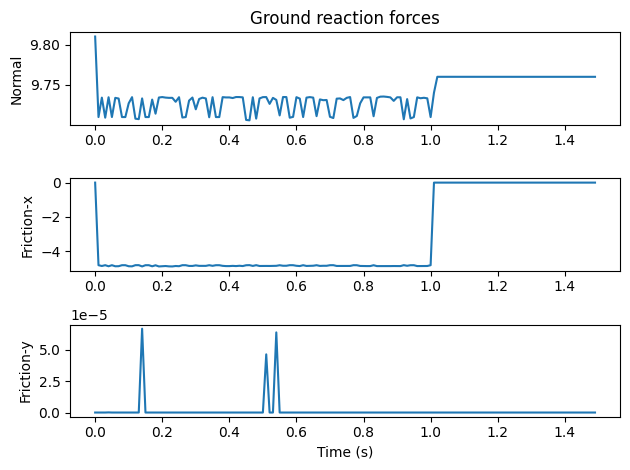 Ground reaction forces
Normal
9.80
9.75
0.0 0.2 0.4 0.6 0.8 1.0 1.2 1.4
Friction-x
0
−2
−4
0.0 0.2 0.4 0.6 0.8 1.0 1.2 1.4
1e−5
Friction-y
5.0
2.5
0.0
0.0 0.2 0.4 0.6 0.8 1.0 1.2 1.4
Time (s)